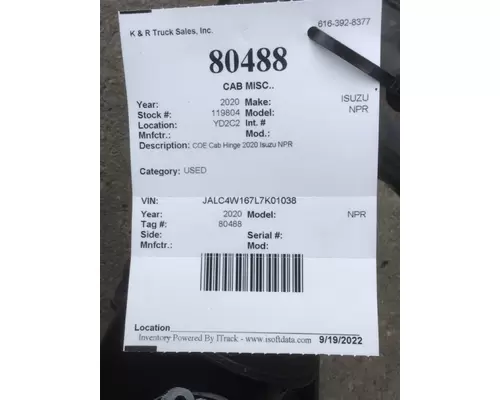 K & R Truck Sales, Inc. 616-392-8377
80488
CAB MISC..
Year: 2020 Make: ISUZU
Stock #: 119804 Model: NPR
Location: YD2C2 Int. #
Mnfctr.: Mod.:
Description: COE Cab Hinge 2020 Isuzu NPR
Category: USED
VIN: JALC4W167L7K01038
Year: 2020 Model: NPR
Tag #: 80488
Side: Serial #:
Mnfctr.: Mod:
Location
Inventory Powered By ITrack - www.isoftdata.com 9/19/2022